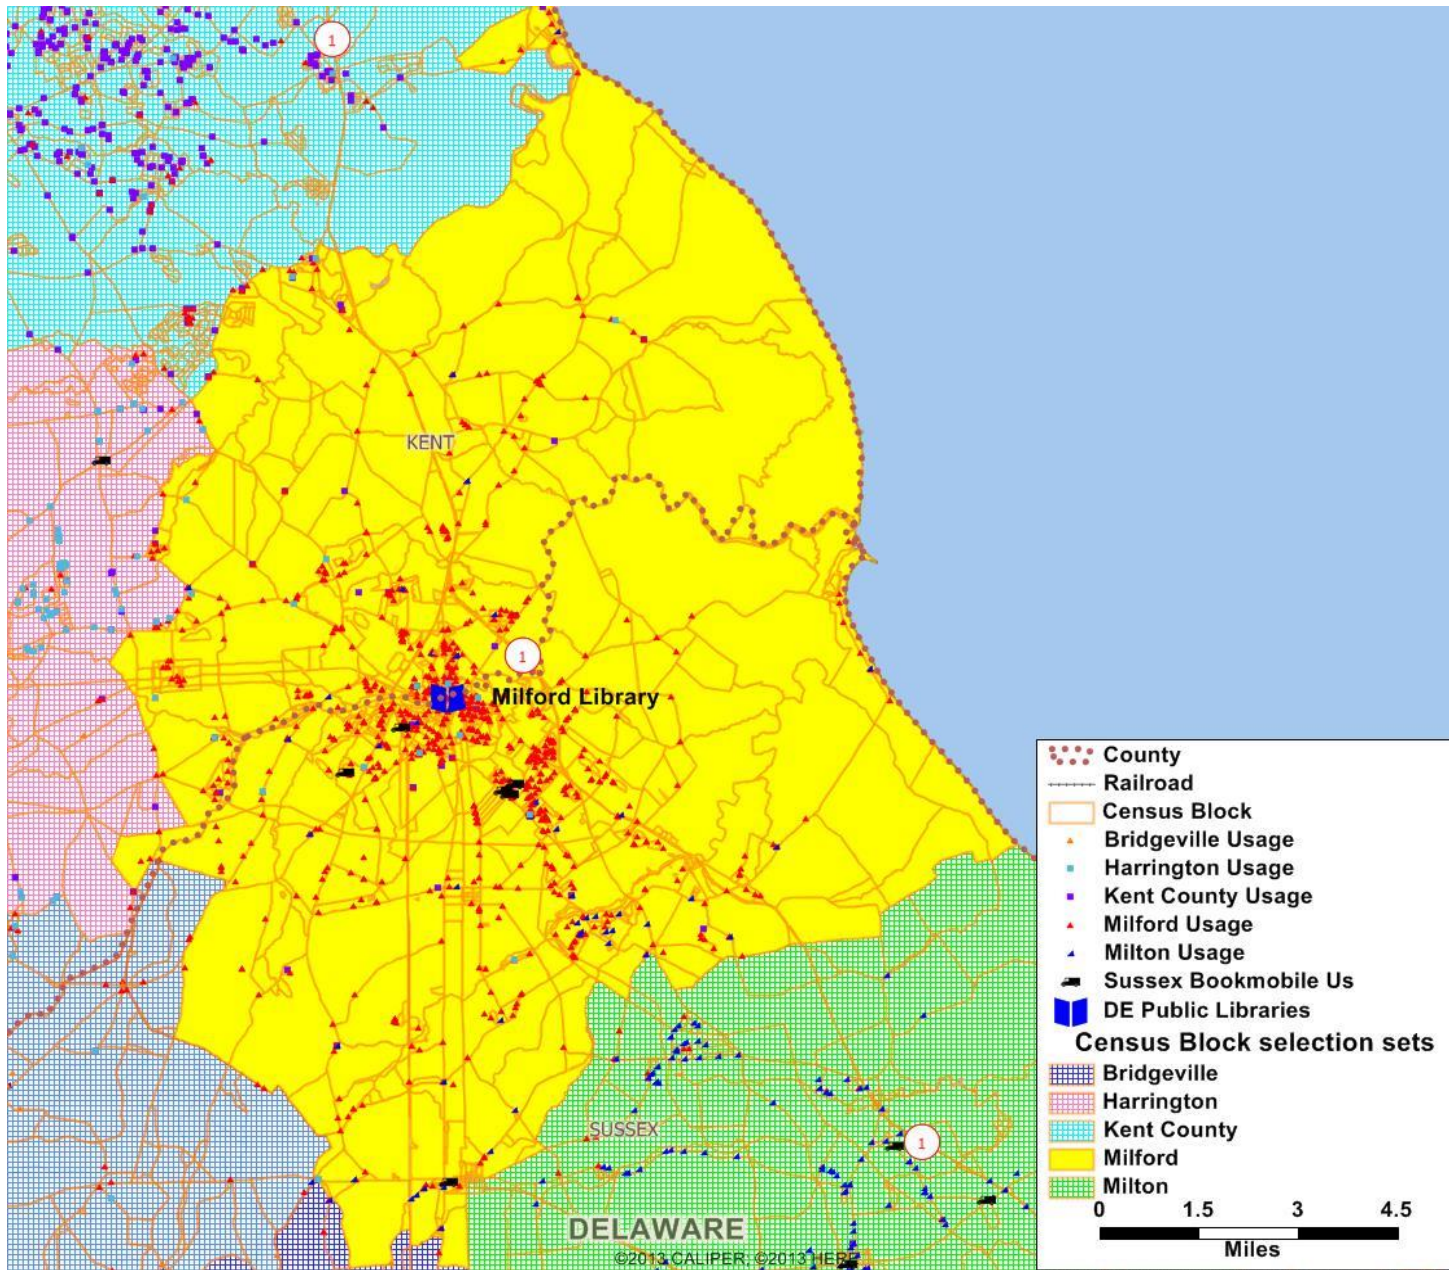 1
KENT
1
Milford Library
County
Railroad
Census Block
Bridgeville Usage
Harrington Usage
Kent County Usage
Milford Usage
Milton Usage
Sussex Bookmobile Us
DE Public Libraries
Census Block selection sets
Bridgeville
Harrington
Kent County
Milford
Milton
SUSSEX
1
0 1.5 3 4.5
Miles
DELAWARE
©2013 CALIPER; ©2013 HERE